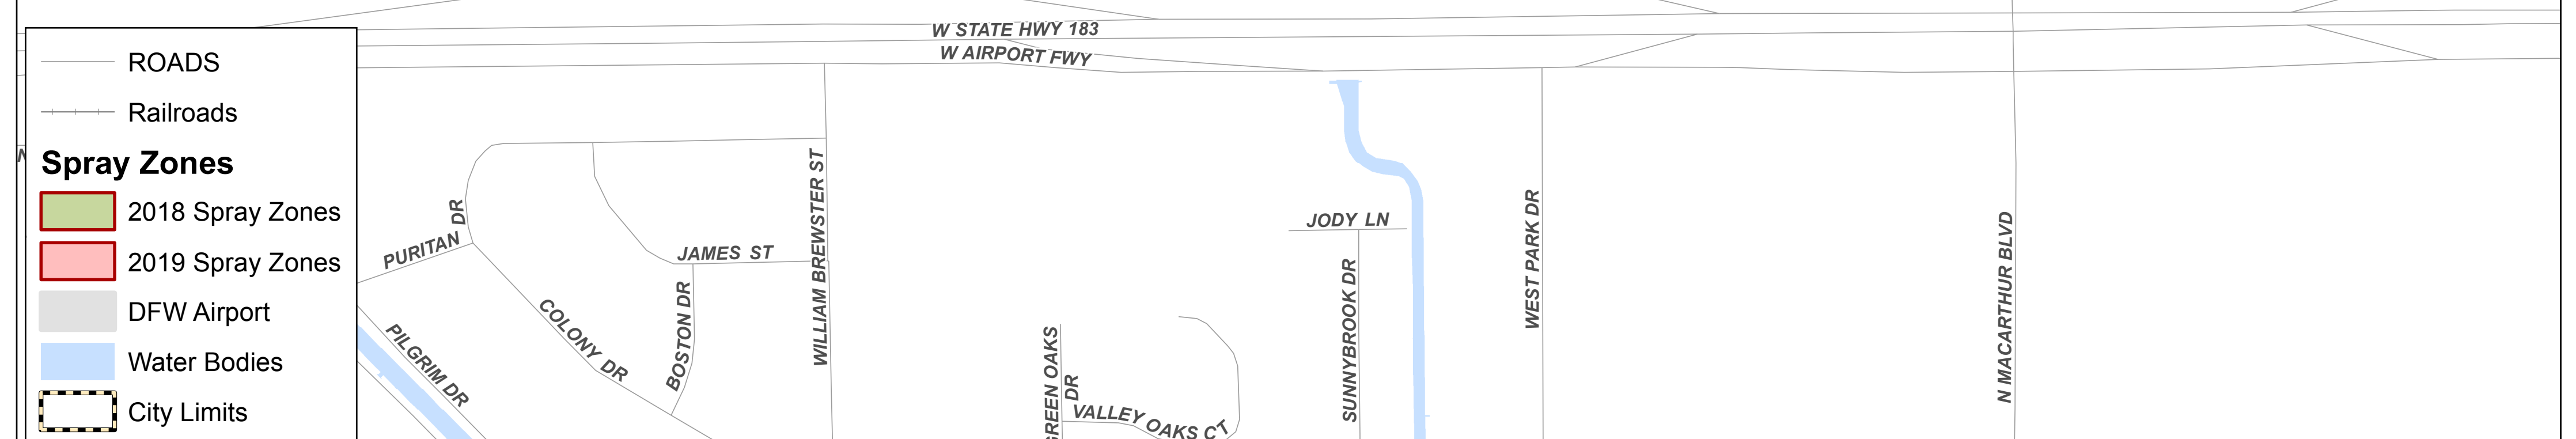 W STATE HWY 183
W AIRPORT FWY
ROADS
Railroads
Spray Zones
2018 Spray Zones
2019 Spray Zones
DFW Airport
Water Bodies
City Limits
PURITAN DR
PILGRIM DR
COLONY DR
JAMES ST
BOSTON DR
WILLIAM BREWSTER ST
GREEN OAKS
DR
VALLEY OAKS CT
JODY LN
SUNNYBROOK DR
WEST PARK DR
N MACARTHUR BLVD